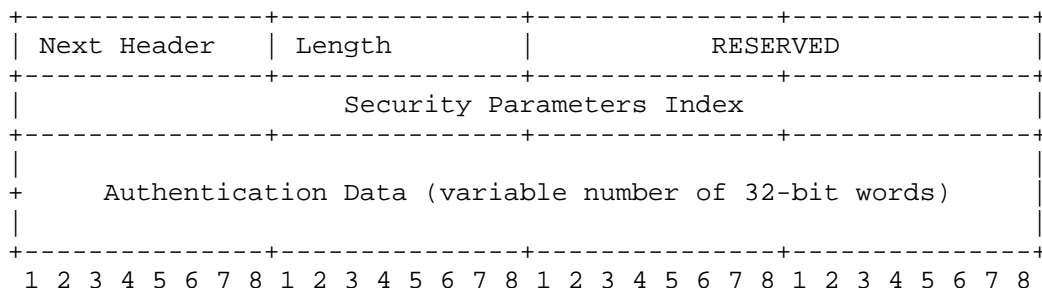 +---------------+---------------+---------------+---------------+
| Next Header   | Length        |           RESERVED            |
+---------------+---------------+---------------+---------------+
|                    Security Parameters Index                  |
+---------------+---------------+---------------+---------------+
|                                                               |
+     Authentication Data (variable number of 32-bit words)     |
|                                                               |
+---------------+---------------+---------------+---------------+
 1 2 3 4 5 6 7 8 1 2 3 4 5 6 7 8 1 2 3 4 5 6 7 8 1 2 3 4 5 6 7 8